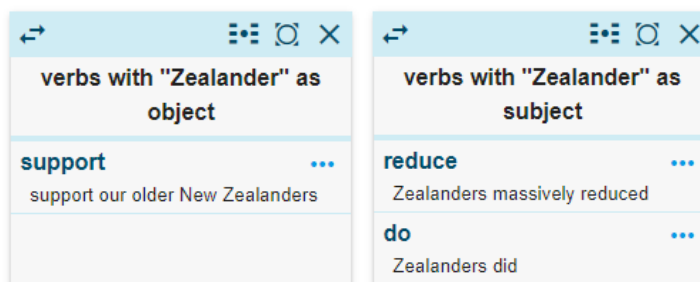 verbs with "Zealander" as
object
support
support our older New Zealanders
verbs with "Zealander" as
subject
reduce
Zealanders massively reduced
do
Zealanders did